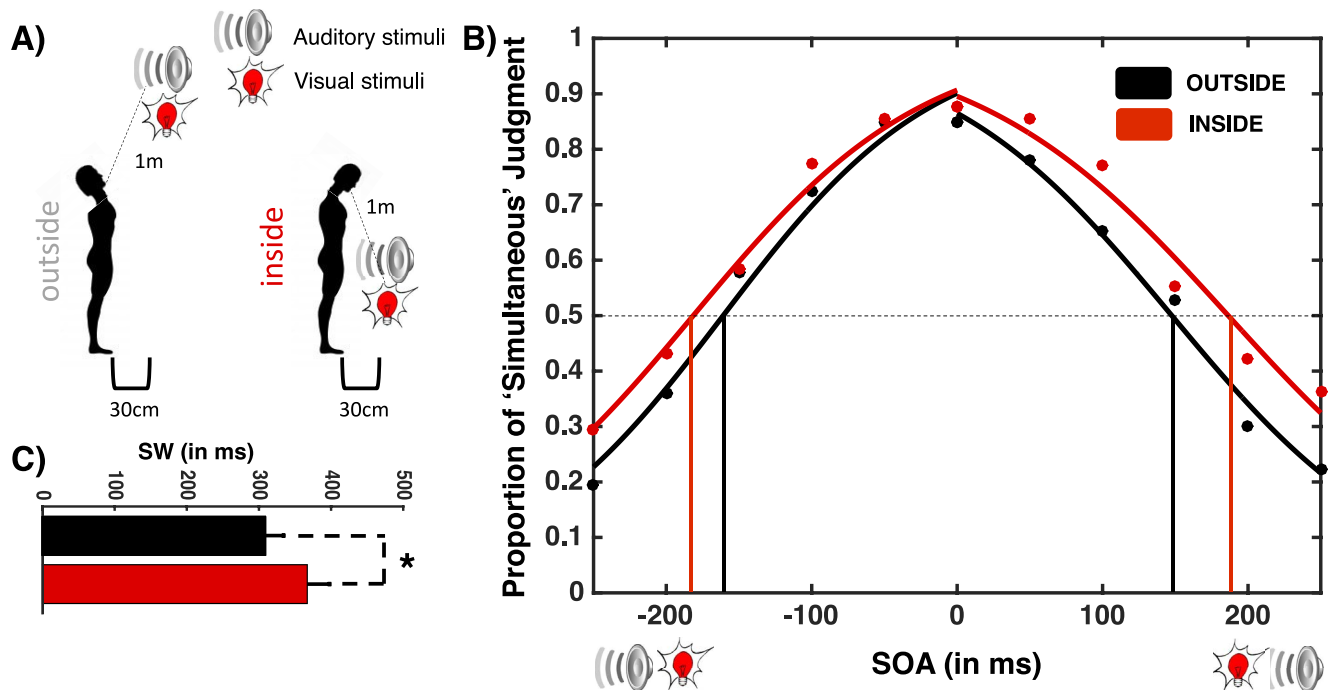 A)
Auditory stimuli
Visual stimuli
1m
1m
outside
inside
30cm
30cm
B)
Proportion of 'Simultaneous' Judgment
1
0.9
0.8
0.7
0.6
0.5
0.4
0.3
0.2
0.1
0
OUTSIDE
INSIDE
-200
-100
0
100
200
SOA (in ms)
C)
SW (in ms)
0
100
200
300
400
500
*